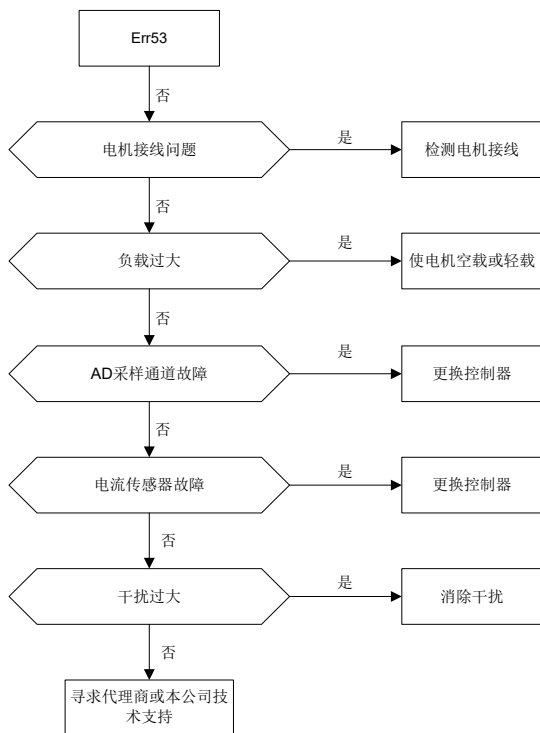 Err53
否
电机接线问题
是
检测电机接线
否
负载过大
是
使电机空载或轻载
否
AD采样通道故障
是
更换控制器
否
电流传感器故障
是
更换控制器
否
干扰过大
是
消除干扰
否
寻求代理商或本公司技
术支持